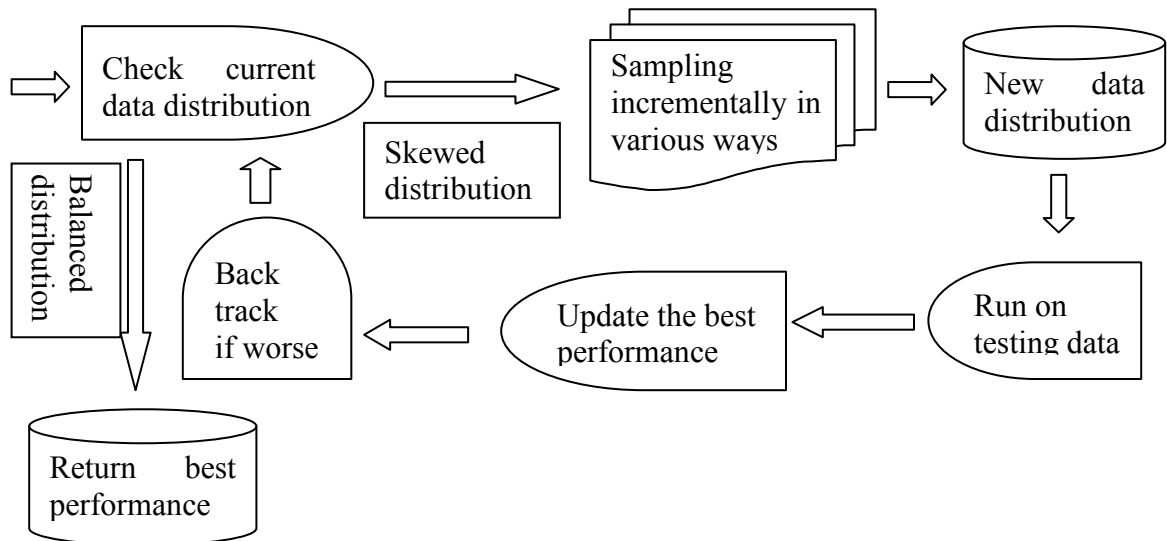 Check current
data distribution
Skewed
distribution
Sampling
incrementally in
various ways
New data
distribution
Run on
testing data
Update the best
performance
Back
track
if worse
Balanced
distribution
Return best
performance